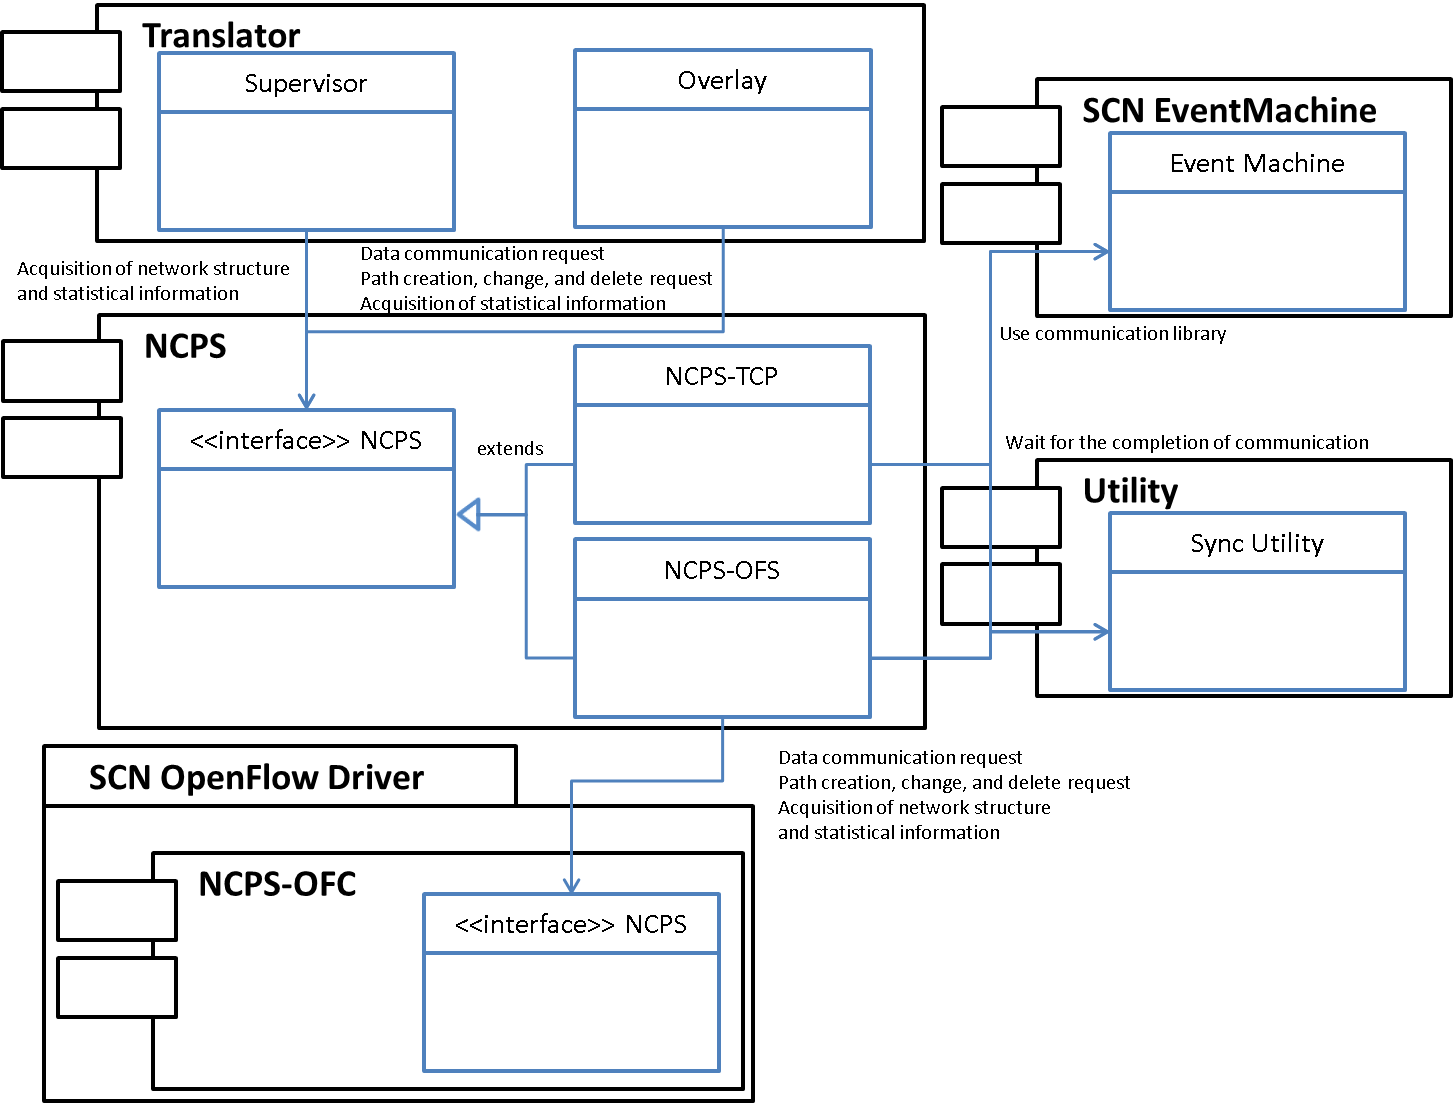 Translator
Supervisor
Overlay
SCN EventMachine
Event Machine
Acquisition of network structure
and statistical information
Data communication request
Path creation, change, and delete request
Acquisition of statistical information
Use communication library
NCPS
NCPS-TCP
<<interface>> NCPS
extends
Wait for the completion of communication
Utility
Sync Utility
NCPS-OFS
Data communication request
Path creation, change, and delete request
Acquisition of network structure
and statistical information
SCN OpenFlow Driver
NCPS-OFC
<<interface>> NCPS